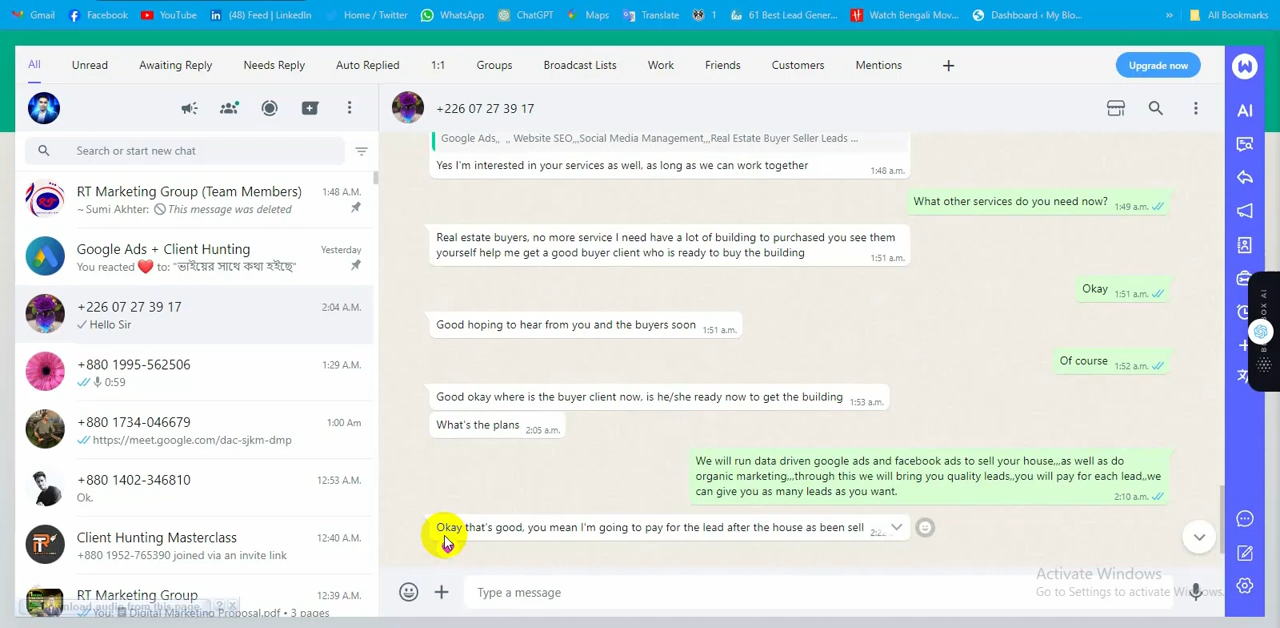 Gmail Facebook YouTube (48) Feed | LinkedIn Home / Twitter WhatsApp ChatGPT Maps Translate 1 61 Best Lead Gener... Watch Bengali Mov... Dashboard ‹ My Blo... » All Bookmarks
All Unread Awaiting Reply Needs Reply Auto Replied 1:1 Groups Broadcast Lists Work Friends Customers Mentions + Upgrade now
+226 07 27 39 17
AI
Search or start new chat
RT Marketing Group (Team Members) 1:48 A.M.
~ Sumi Akhter: This message was deleted
Google Ads + Client Hunting Yesterday
You reacted ❤️ to: "ভাইয়ের সাথে কথা হইছে"
+226 07 27 39 17 2:04 A.M.
Hello Sir
+880 1995-562506 1:29 A.M.
0:59
+880 1734-046679 1:00 Am
https://meet.google.com/dac-sjkm-dmp
+880 1402-346810 12:53 A.M.
Ok.
Client Hunting Masterclass 12:40 A.M.
+880 1952-765390 joined via an invite link
RT Marketing Group 12:39 A.M.
You: Digital Marketing Proposal.pdf • 3 pages
Download audio from this page ? X
Google Ads,, ,, Website SEO,,,Social Media Management,,,Real Estate Buyer Seller Leads ...
Yes I'm interested in your services as well, as long as we can work together 1:48 a.m.
What other services do you need now? 1:49 a.m.
Real estate buyers, no more service I need have a lot of building to purchased you see them
yourself help me get a good buyer client who is ready to buy the building 1:51 a.m.
Okay 1:51 a.m.
Good hoping to hear from you and the buyers soon 1:51 a.m.
Of course 1:52 a.m.
Good okay where is the buyer client now, is he/she ready now to get the building 1:53 a.m.
What's the plans 2:05 a.m.
We will run data driven google ads and facebook ads to sell your house,,,as well as do
organic marketing,,,through this we will bring you quality leads,,you will pay for each lead,,we
can give you as many leads as you want. 2:10 a.m.
Okay that's good, you mean I'm going to pay for the lead after the house as been sell
Type a message
Activate Windows
Go to Settings to activate Windows.